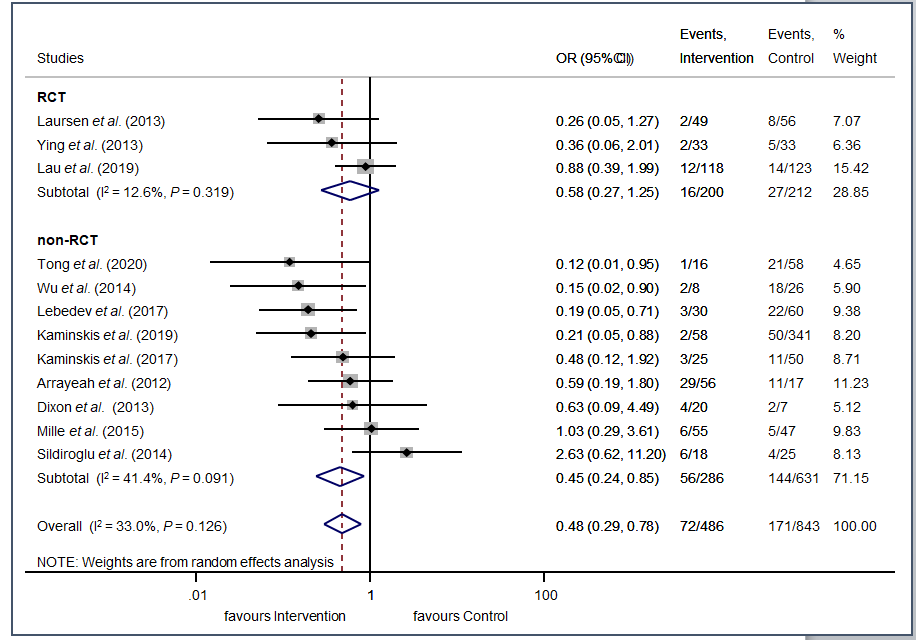 Events, Events, %
Studies OR (95%CI) Intervention Control Weight
RCT
Laursen et al. (2013) 0.26 (0.05, 1.27) 2/49 8/56 7.07
Ying et al. (2013) 0.36 (0.06, 2.01) 2/33 5/33 6.36
Lau et al. (2019) 0.88 (0.39, 1.99) 12/118 14/123 15.42
Subtotal (I² = 12.6%, P = 0.319) 0.58 (0.27, 1.25) 16/200 27/212 28.85
non-RCT
Tong et al. (2020) 0.12 (0.01, 0.95) 1/16 21/58 4.65
Wu et al. (2014) 0.15 (0.02, 0.90) 2/8 18/26 5.90
Lebedev et al. (2017) 0.19 (0.05, 0.71) 3/30 22/60 9.38
Kaminskis et al. (2019) 0.21 (0.05, 0.88) 2/58 50/341 8.20
Kaminskis et al. (2017) 0.48 (0.12, 1.92) 3/25 11/50 8.71
Arrayeah et al. (2012) 0.59 (0.19, 1.80) 29/56 11/17 11.23
Dixon et al. (2013) 0.63 (0.09, 4.49) 4/20 2/7 5.12
Mille et al. (2015) 1.03 (0.29, 3.61) 6/55 5/47 9.83
Sildiroglu et al. (2014) 2.63 (0.62, 11.20) 6/18 4/25 8.13
Subtotal (I² = 41.4%, P = 0.091) 0.45 (0.24, 0.85) 56/286 144/631 71.15
Overall (I² = 33.0%, P = 0.126) 0.48 (0.29, 0.78) 72/486 171/843 100.00
NOTE: Weights are from random effects analysis
.01 1 100
favours Intervention favours Control